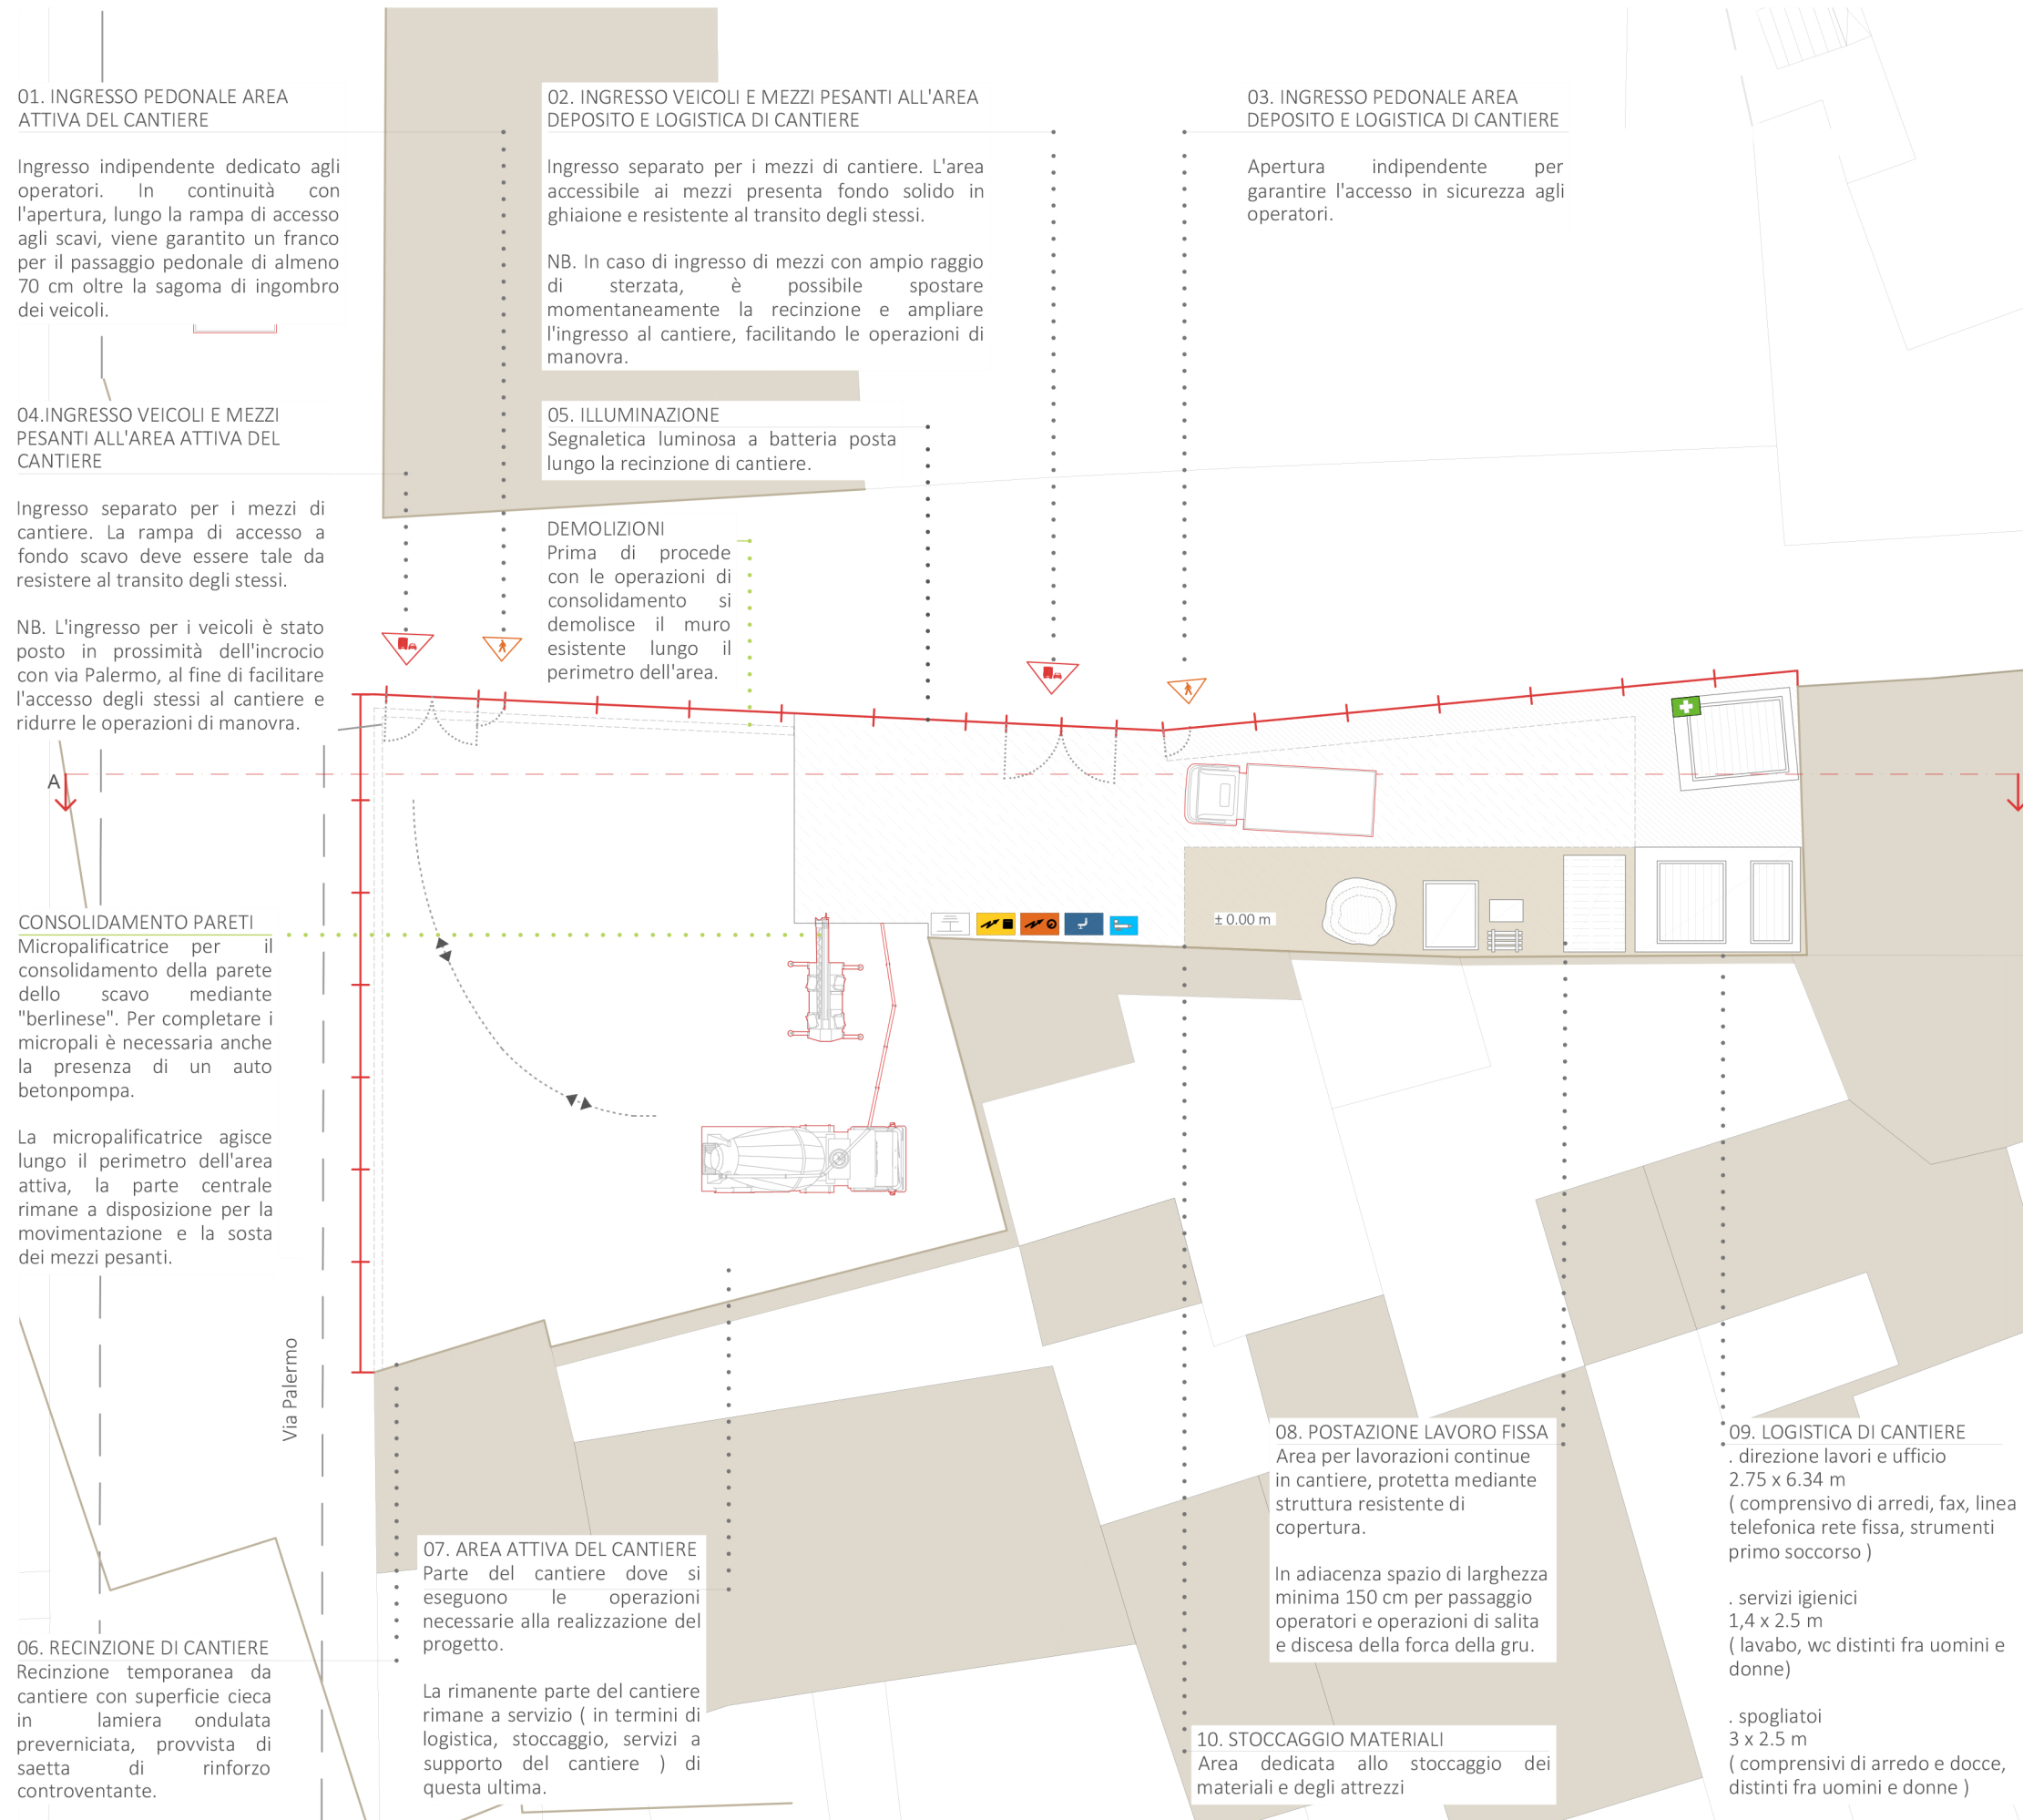 01. INGRESSO PEDONALE AREA
ATTIVA DEL CANTIERE
Ingresso indipendente dedicato agli
operatori. In continuità con
l'apertura, lungo la rampa di accesso
agli scavi, viene garantito un franco
per il passaggio pedonale di almeno
70 cm oltre la sagoma di ingombro
dei veicoli.
02. INGRESSO VEICOLI E MEZZI PESANTI ALL'AREA
DEPOSITO E LOGISTICA DI CANTIERE
Ingresso separato per i mezzi di cantiere. L'area
accessibile ai mezzi presenta fondo solido in
ghiaione e resistente al transito degli stessi.
NB. In caso di ingresso di mezzi con ampio raggio
di sterzata, è possibile spostare
momentaneamente la recinzione e ampliare
l'ingresso al cantiere, facilitando le operazioni di
manovra.
03. INGRESSO PEDONALE AREA
DEPOSITO E LOGISTICA DI CANTIERE
Apertura indipendente per
garantire l'accesso in sicurezza agli
operatori.
04.INGRESSO VEICOLI E MEZZI
PESANTI ALL'AREA ATTIVA DEL
CANTIERE
Ingresso separato per i mezzi di
cantiere. La rampa di accesso a
fondo scavo deve essere tale da
resistere al transito degli stessi.
NB. L'ingresso per i veicoli è stato
posto in prossimità dell'incrocio
con via Palermo, al fine di facilitare
l'accesso degli stessi al cantiere e
ridurre le operazioni di manovra.
05. ILLUMINAZIONE
Segnaletica luminosa a batteria posta
lungo la recinzione di cantiere.
DEMOLIZIONI
Prima di procede
con le operazioni di
consolidamento si
demolisce il muro
esistente lungo il
perimetro dell'area.
A
± 0.00 m
CONSOLIDAMENTO PARETI
Micropalificatrice per il
consolidamento della parete
dello scavo mediante
"berlinese". Per completare i
micropali è necessaria anche
la presenza di un auto
betonpompa.
La micropalificatrice agisce
lungo il perimetro dell'area
attiva, la parte centrale
rimane a disposizione per la
movimentazione e la sosta
dei mezzi pesanti.
Via Palermo
06. RECINZIONE DI CANTIERE
Recinzione temporanea da
cantiere con superficie cieca
in lamiera ondulata
preverniciata, provvista di
saetta di rinforzo
controventante.
07. AREA ATTIVA DEL CANTIERE
Parte del cantiere dove si
eseguono le operazioni
necessarie alla realizzazione del
progetto.
La rimanente parte del cantiere
rimane a servizio ( in termini di
logistica, stoccaggio, servizi a
supporto del cantiere ) di
questa ultima.
08. POSTAZIONE LAVORO FISSA
Area per lavorazioni continue
in cantiere, protetta mediante
struttura resistente di
copertura.
In adiacenza spazio di larghezza
minima 150 cm per passaggio
operatori e operazioni di salita
e discesa della forca della gru.
09. LOGISTICA DI CANTIERE
. direzione lavori e ufficio
2.75 x 6.34 m
( comprensivo di arredi, fax, linea
telefonica rete fissa, strumenti
primo soccorso )
. servizi igienici
1,4 x 2.5 m
( lavabo, wc distinti fra uomini e
donne)
. spogliatoi
3 x 2.5 m
( comprensivi di arredo e docce,
distinti fra uomini e donne )
10. STOCCAGGIO MATERIALI
Area dedicata allo stoccaggio dei
materiali e degli attrezzi